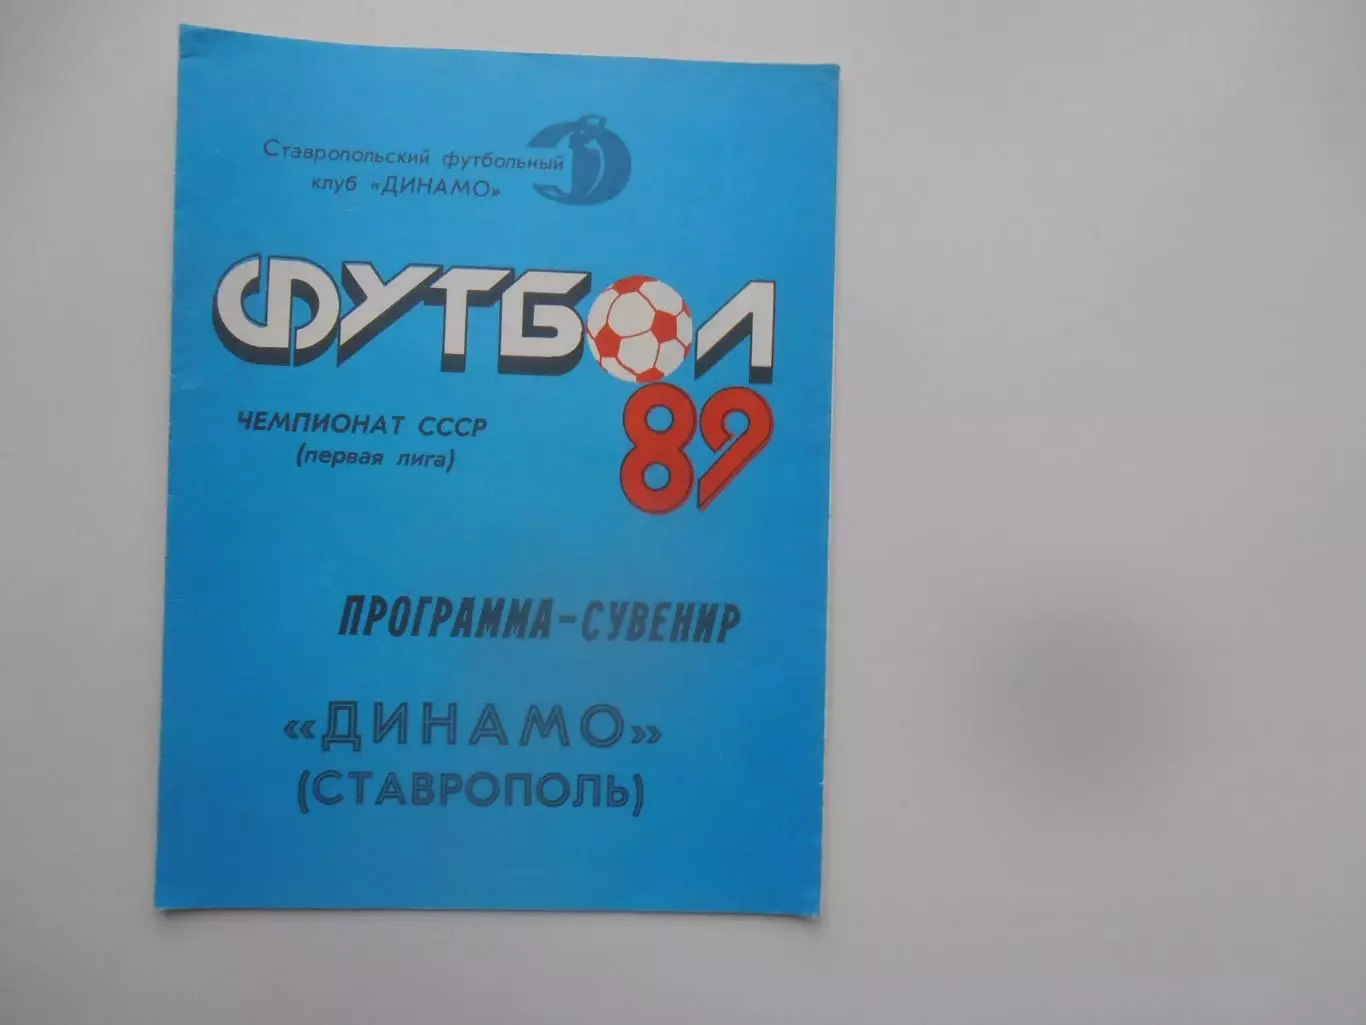 Ставропольский футбольный
клуб «ДИНАМО»
ФУТБОЛ
89
ЧЕМПИОНАТ СССР
(первая лига)
ПРОГРАММА-СУВЕНИР
«ДИНАМО»
(СТАВРОПОЛЬ)